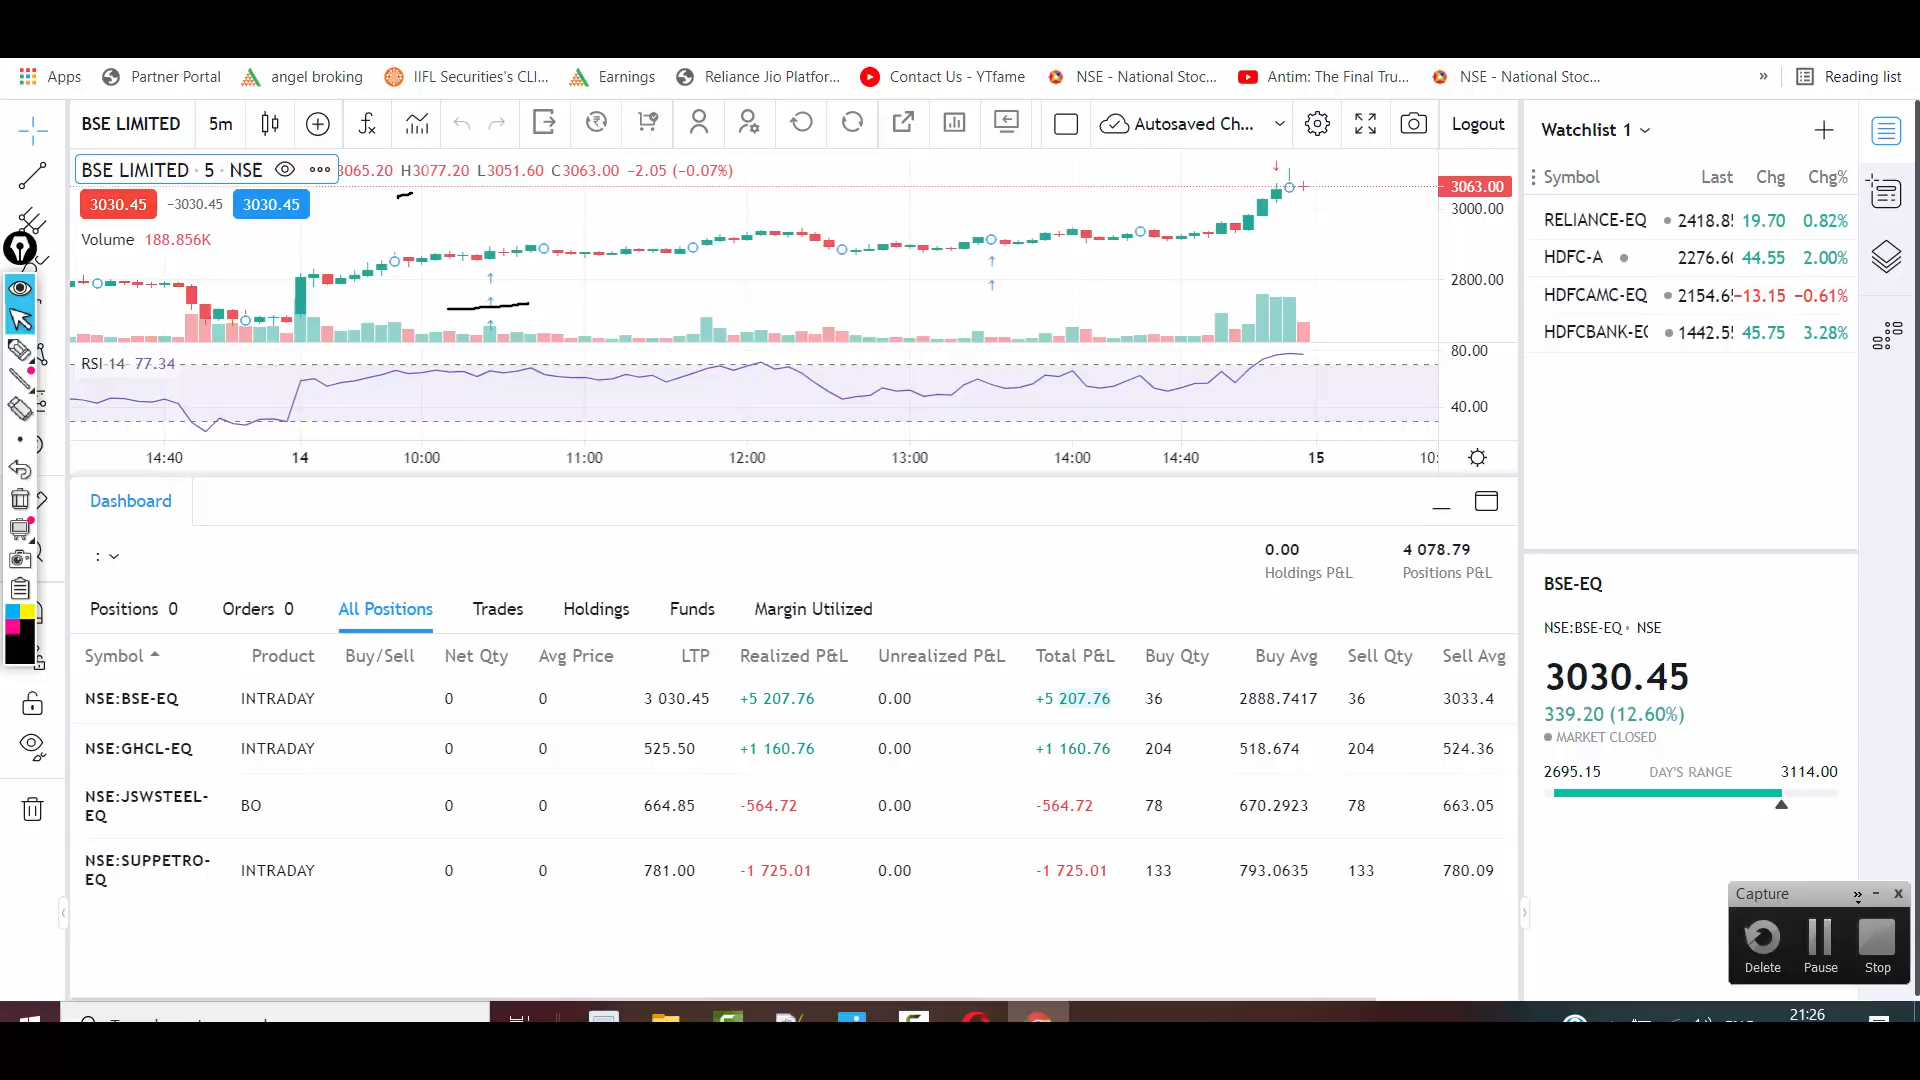 Apps Partner Portal angel broking IIFL Securities's CLI... Earnings Reliance Jio Platfor... Contact Us - YTfame NSE - National Stoc... Antim: The Final Tru... NSE - National Stoc... » Reading list
BSE LIMITED 5m Autosaved Ch... Logout
BSE LIMITED · 5 · NSE 3065.20 H3077.20 L3051.60 C3063.00 −2.05 (−0.07%)
3030.45 −3030.45 3030.45
Volume 188.856K
3063.00
3000.00
2800.00
RSI 14 77.34
80.00
40.00
14:40 14 10:00 11:00 12:00 13:00 14:00 14:40 15 10:
Dashboard
0.00 4 078.79
Holdings P&L Positions P&L
Positions 0 Orders 0 All Positions Trades Holdings Funds Margin Utilized
Symbol Product Buy/Sell Net Qty Avg Price LTP Realized P&L Unrealized P&L Total P&L Buy Qty Buy Avg Sell Qty Sell Avg
NSE:BSE-EQ INTRADAY 0 0 3 030.45 +5 207.76 0.00 +5 207.76 36 2888.7417 36 3033.4
NSE:GHCL-EQ INTRADAY 0 0 525.50 +1 160.76 0.00 +1 160.76 204 518.674 204 524.36
NSE:JSWSTEEL-EQ BO 0 0 664.85 -564.72 0.00 -564.72 78 670.2923 78 663.05
NSE:SUPPETRO-EQ INTRADAY 0 0 781.00 -1 725.01 0.00 -1 725.01 133 793.0635 133 780.09
Watchlist 1
Symbol Last Chg Chg%
RELIANCE-EQ 2418.8 19.70 0.82%
HDFC-A 2276.6 44.55 2.00%
HDFCAMC-EQ 2154.6 −13.15 −0.61%
HDFCBANK-E 1442.5 45.75 3.28%
BSE-EQ
NSE:BSE-EQ · NSE
3030.45
339.20 (12.60%)
MARKET CLOSED
2695.15 DAY'S RANGE 3114.00
Capture
Delete Pause Stop
21:26